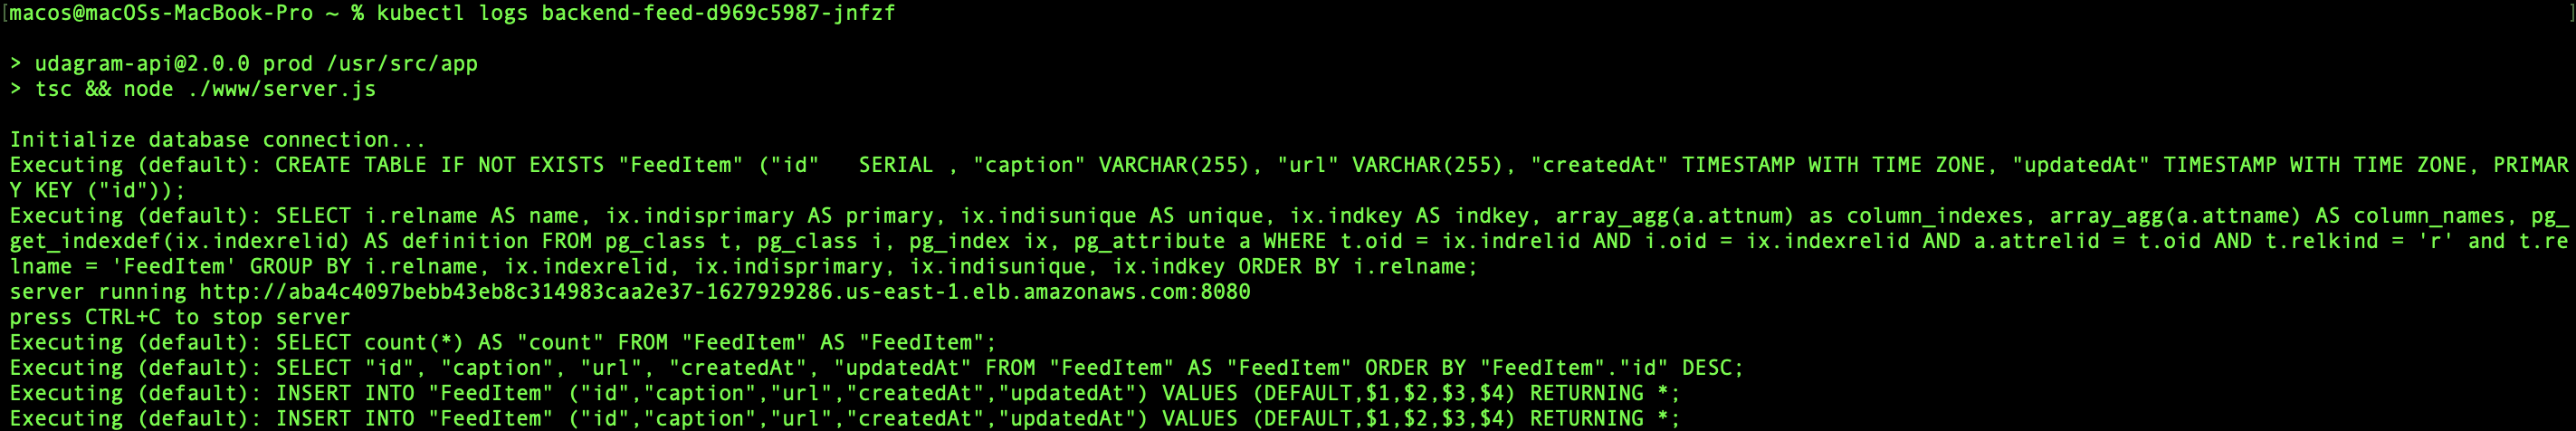 [macos@macOSs-MacBook-Pro ~ % kubectl logs backend-feed-d969c5987-jnfzf ]
> udagram-api@2.0.0 prod /usr/src/app
> tsc && node ./www/server.js
Initialize database connection...
Executing (default): CREATE TABLE IF NOT EXISTS "FeedItem" ("id"   SERIAL , "caption" VARCHAR(255), "url" VARCHAR(255), "createdAt" TIMESTAMP WITH TIME ZONE, "updatedAt" TIMESTAMP WITH TIME ZONE, PRIMAR
Y KEY ("id"));
Executing (default): SELECT i.relname AS name, ix.indisprimary AS primary, ix.indisunique AS unique, ix.indkey AS indkey, array_agg(a.attnum) as column_indexes, array_agg(a.attname) AS column_names, pg_
get_indexdef(ix.indexrelid) AS definition FROM pg_class t, pg_class i, pg_index ix, pg_attribute a WHERE t.oid = ix.indrelid AND i.oid = ix.indexrelid AND a.attrelid = t.oid AND t.relkind = 'r' and t.re
lname = 'FeedItem' GROUP BY i.relname, ix.indexrelid, ix.indisprimary, ix.indisunique, ix.indkey ORDER BY i.relname;
server running http://aba4c4097bebb43eb8c314983caa2e37-1627929286.us-east-1.elb.amazonaws.com:8080
press CTRL+C to stop server
Executing (default): SELECT count(*) AS "count" FROM "FeedItem" AS "FeedItem";
Executing (default): SELECT "id", "caption", "url", "createdAt", "updatedAt" FROM "FeedItem" AS "FeedItem" ORDER BY "FeedItem"."id" DESC;
Executing (default): INSERT INTO "FeedItem" ("id","caption","url","createdAt","updatedAt") VALUES (DEFAULT,$1,$2,$3,$4) RETURNING *;
Executing (default): INSERT INTO "FeedItem" ("id","caption","url","createdAt","updatedAt") VALUES (DEFAULT,$1,$2,$3,$4) RETURNING *;